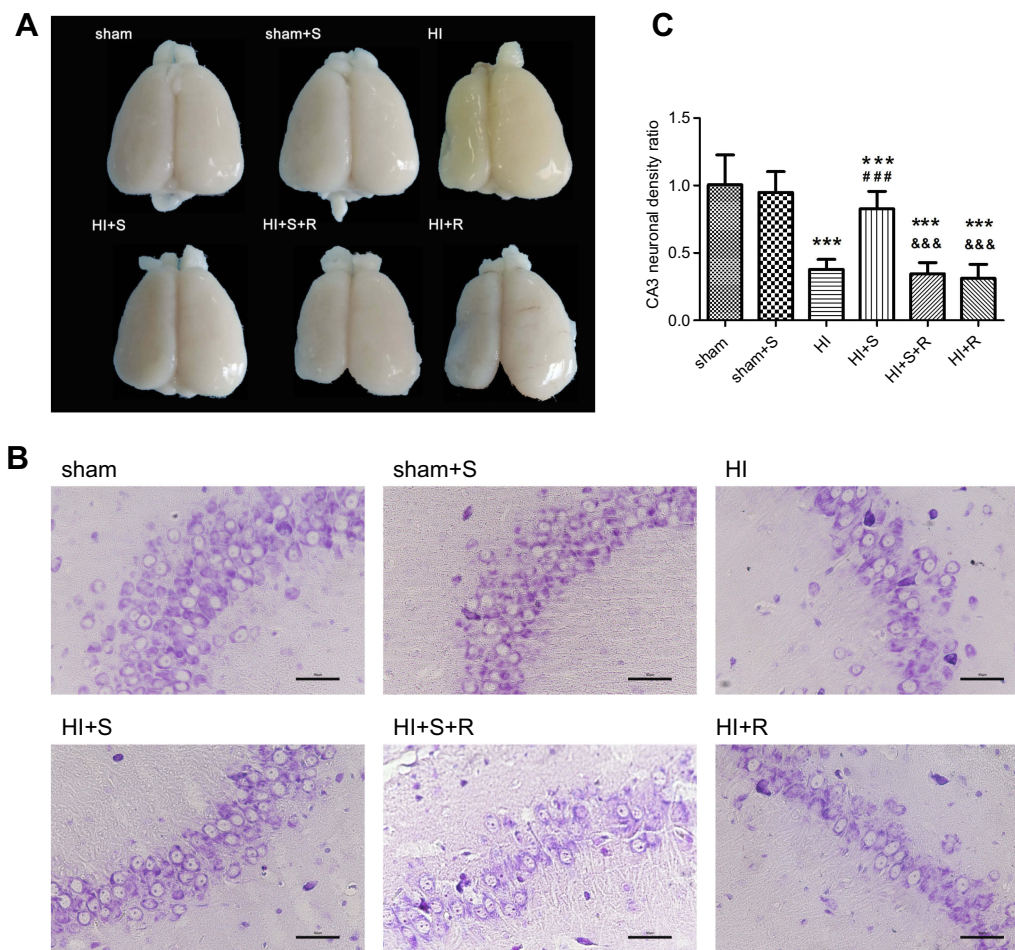 A
sham
sham+S
HI
HI+S
HI+S+R
HI+R
C
CA3 neuronal density ratio
1.5
1.0
0.5
0.0
***
***
###
***
&&&
***
&&&
sham
sham+S
HI
HI+S
HI+S+R
HI+R
B
sham
sham+S
HI
HI+S
HI+S+R
HI+R